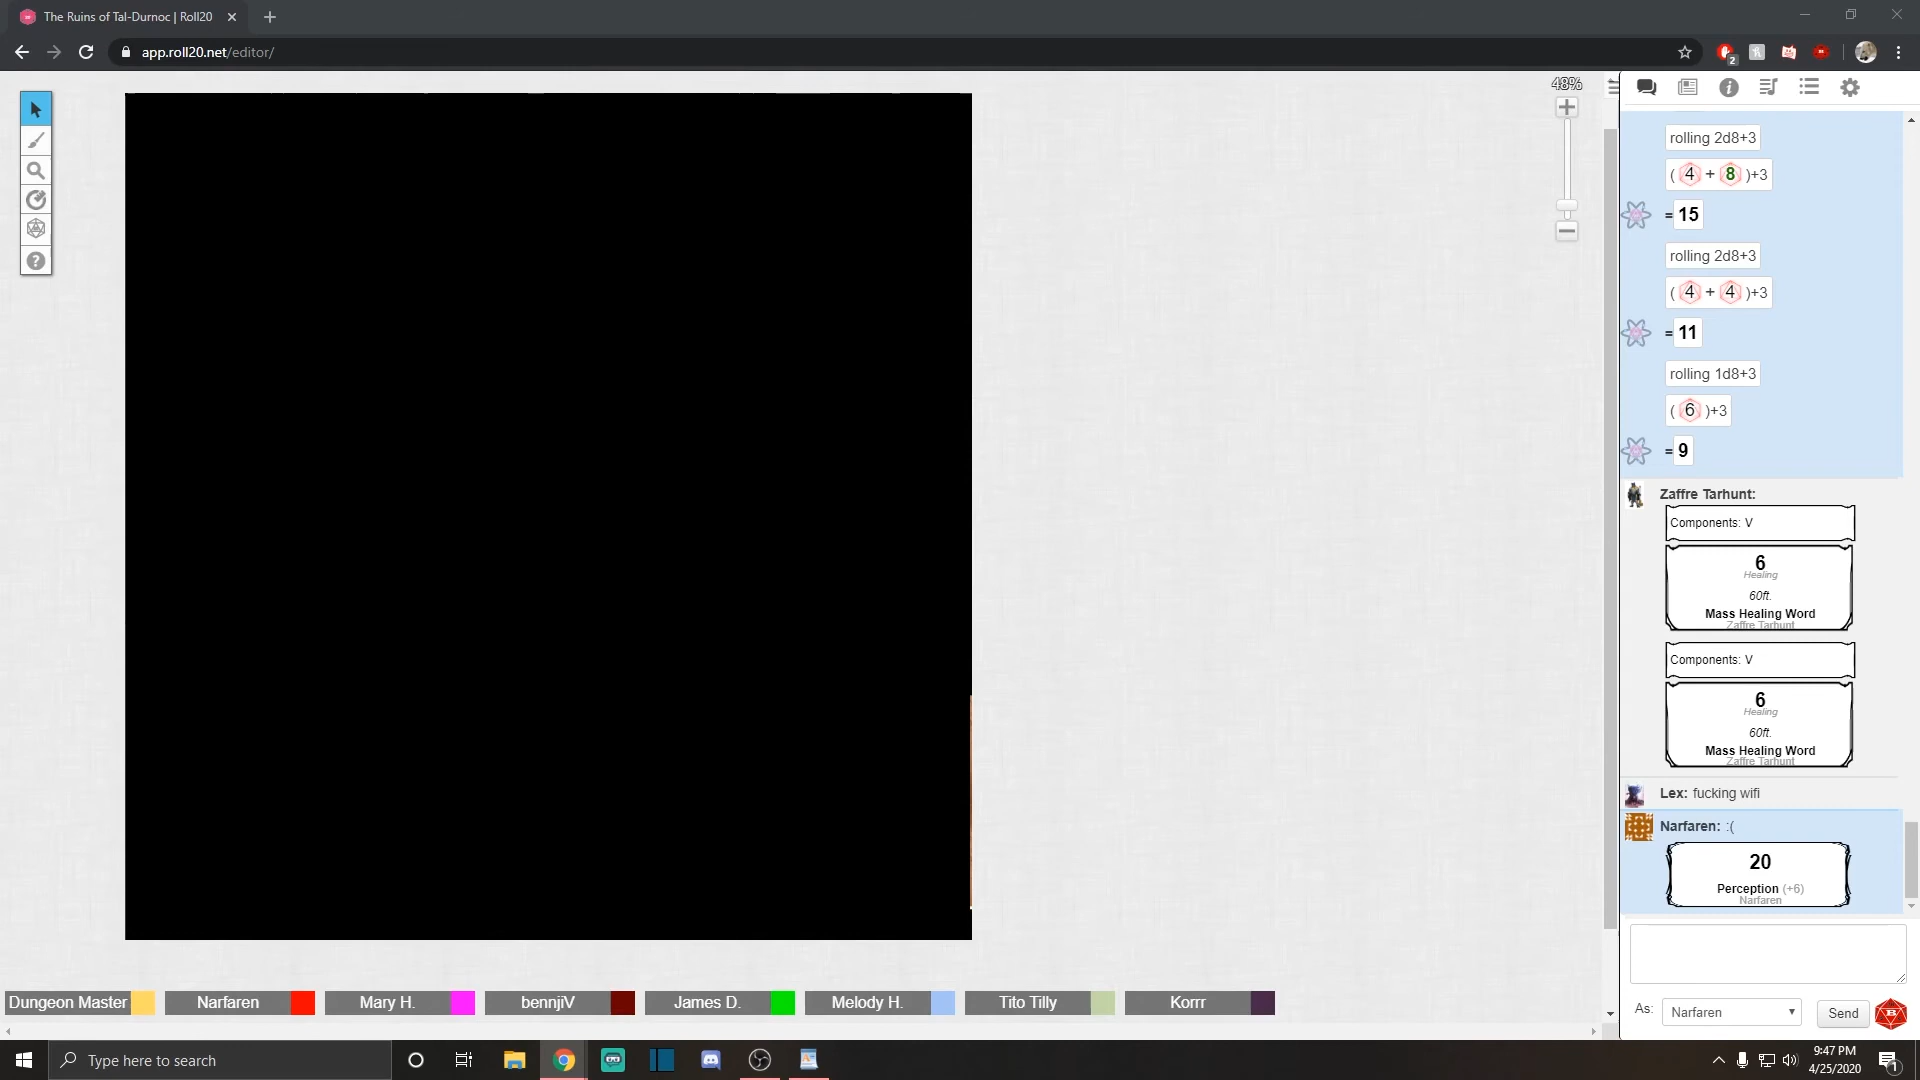 The Ruins of Tal-Durnoc | Roll20
app.roll20.net/editor/
2
48%
rolling 2d8+3
( 4 + 8 )+3
= 15
rolling 2d8+3
( 4 + 4 )+3
= 11
rolling 1d8+3
( 6 )+3
= 9
Zaffre Tarhunt:
Components: V
6
Healing
60ft.
Mass Healing Word
Zaffre Tarhunt
Components: V
6
Healing
60ft.
Mass Healing Word
Zaffre Tarhunt
Lex: fucking wifi
Narfaren: :(
20
Perception (+6)
Narfaren
As: Narfaren Send
Dungeon Master Narfaren Mary H. bennjiV James D. Melody H. Tito Tilly Korrr
Type here to search
9:47 PM
4/25/2020
1